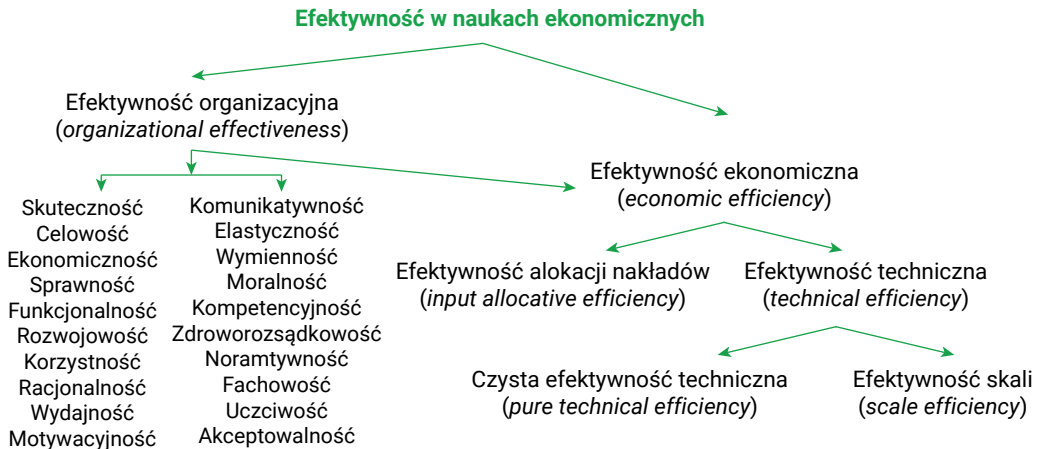 Efektywność w naukach ekonomicznych
Efektywność organizacyjna
(organizational effectiveness)
Skuteczność
Celowość
Ekonomiczność
Sprawność
Funkcjonalność
Rozwojowość
Korzystność
Racjonalność
Wydajność
Motywacyjność
Komunikatywność
Elastyczność
Wymienność
Moralność
Kompetencyjność
Zdroworozsądkowość
Noramtywność
Fachowość
Uczciwość
Akceptowalność
Efektywność ekonomiczna
(economic efficiency)
Efektywność alokacji nakładów
(input allocative efficiency)
Efektywność techniczna
(technical efficiency)
Czysta efektywność techniczna
(pure technical efficiency)
Efektywność skali
(scale efficiency)